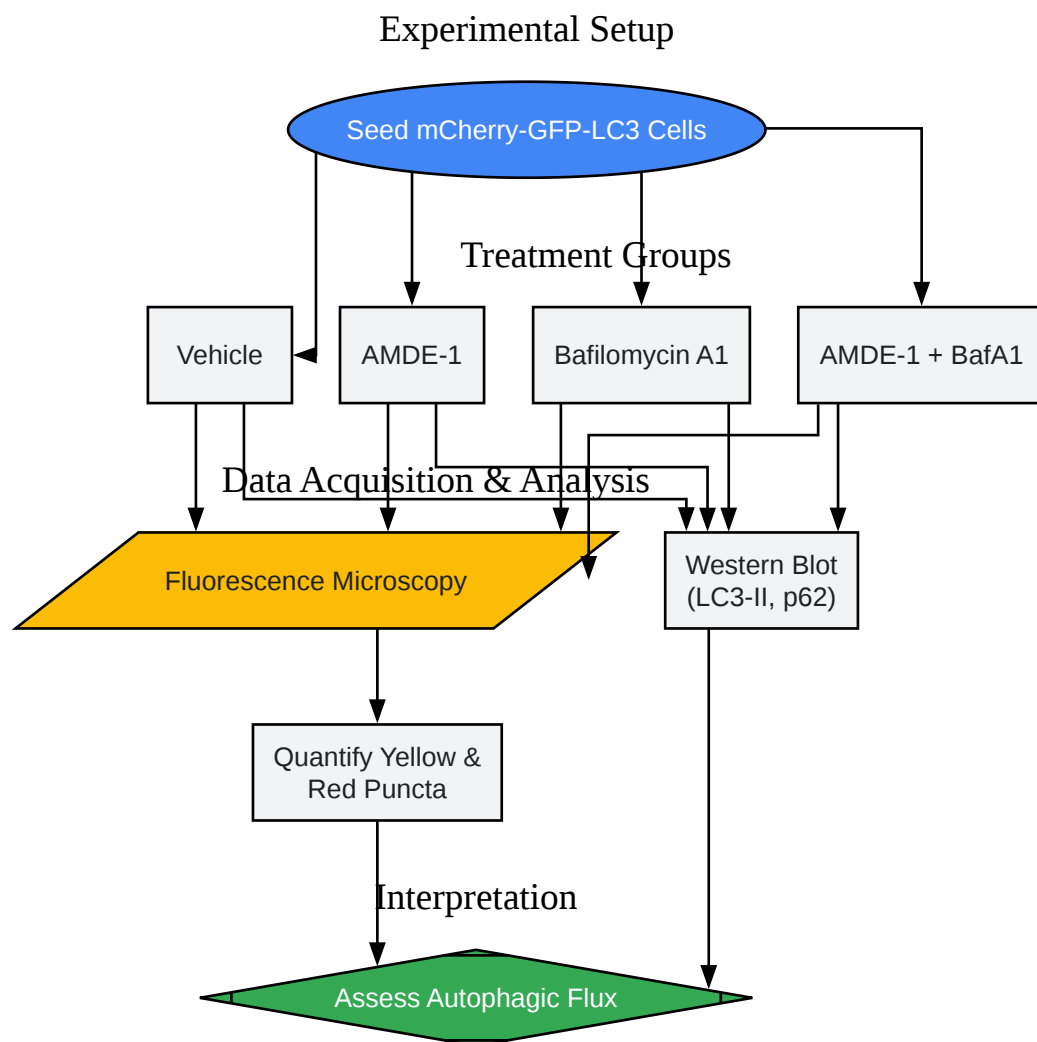 Experimental Setup
Seed mCherry-GFP-LC3 Cells
Treatment Groups
Vehicle
AMDE-1
Bafilomycin A1
AMDE-1 + BafA1
Data Acquisition & Analysis
Fluorescence Microscopy
Western Blot
(LC3-II, p62)
Quantify Yellow &
Red Puncta
Interpretation
Assess Autophagic Flux